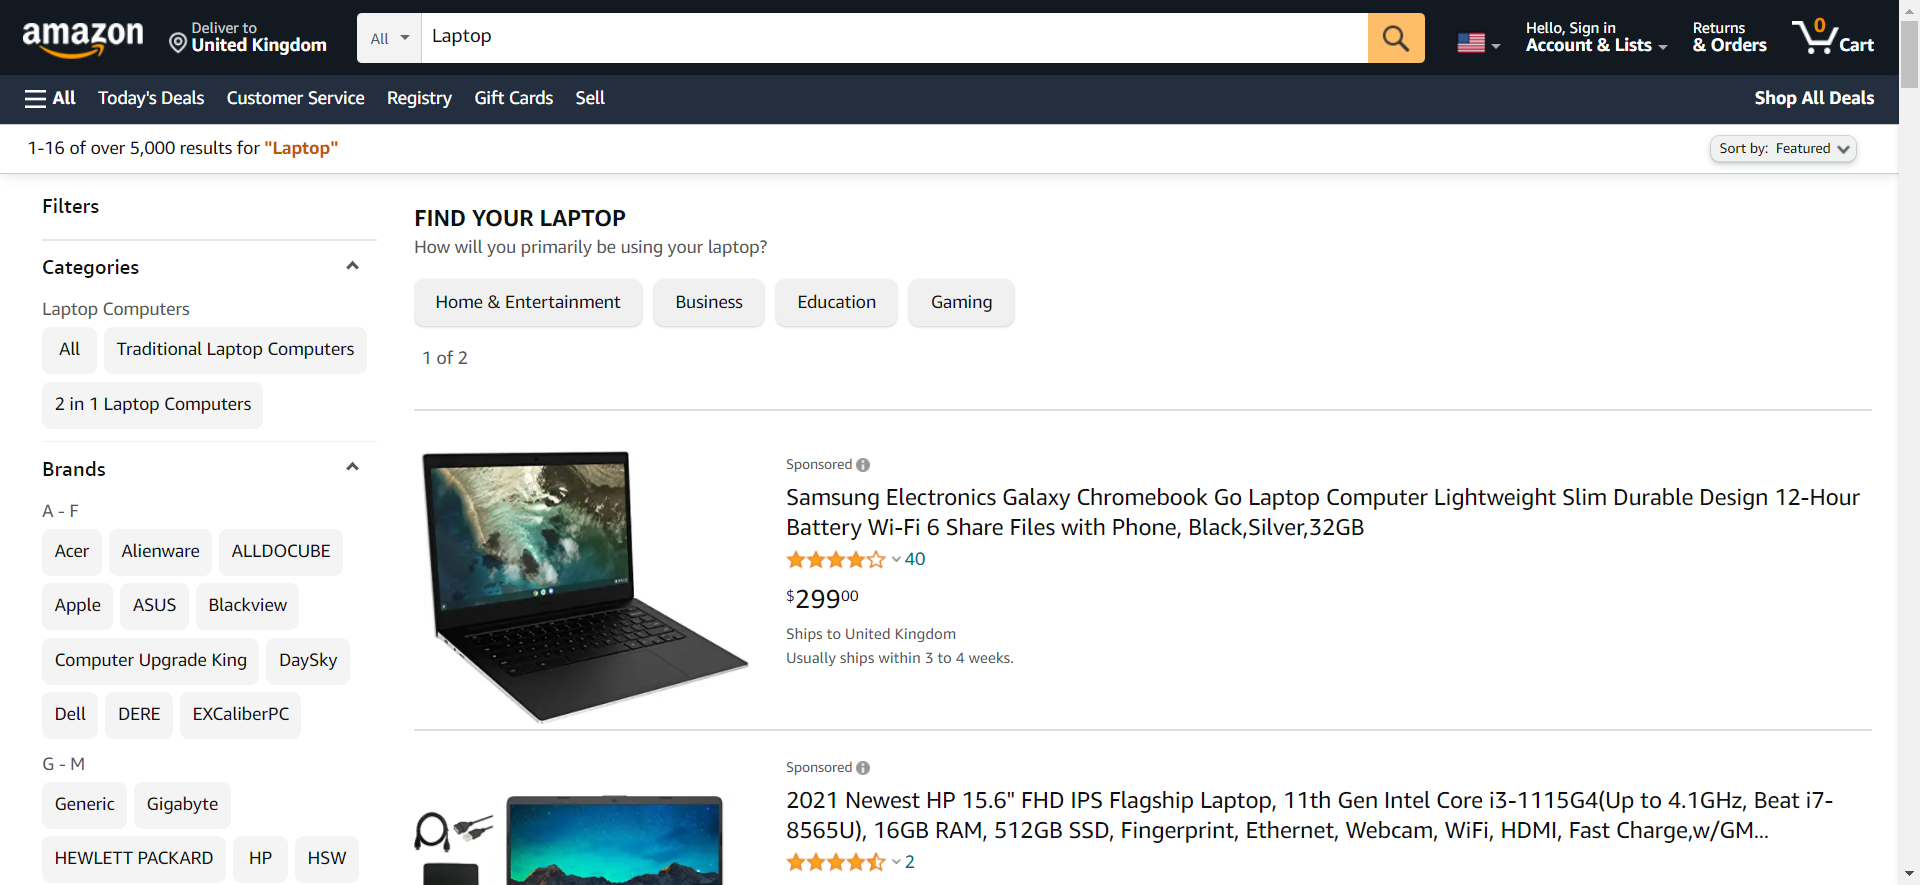 amazon
Deliver to
United Kingdom
All
Laptop
Hello, Sign in
Account & Lists
Returns
& Orders
0
Cart
All
Today's Deals
Customer Service
Registry
Gift Cards
Sell
Shop All Deals
1-16 of over 5,000 results for "Laptop"
Sort by: Featured
Filters
Categories
Laptop Computers
All
Traditional Laptop Computers
2 in 1 Laptop Computers
Brands
A - F
Acer
Alienware
ALLDOCUBE
Apple
ASUS
Blackview
Computer Upgrade King
DaySky
Dell
DERE
EXCaliberPC
G - M
Generic
Gigabyte
HEWLETT PACKARD
HP
HSW
FIND YOUR LAPTOP
How will you primarily be using your laptop?
Home & Entertainment
Business
Education
Gaming
1 of 2
Sponsored
Samsung Electronics Galaxy Chromebook Go Laptop Computer Lightweight Slim Durable Design 12-Hour
Battery Wi-Fi 6 Share Files with Phone, Black,Silver,32GB
40
$29900
Ships to United Kingdom
Usually ships within 3 to 4 weeks.
Sponsored
2021 Newest HP 15.6" FHD IPS Flagship Laptop, 11th Gen Intel Core i3-1115G4(Up to 4.1GHz, Beat i7-
8565U), 16GB RAM, 512GB SSD, Fingerprint, Ethernet, Webcam, WiFi, HDMI, Fast Charge,w/GM...
2